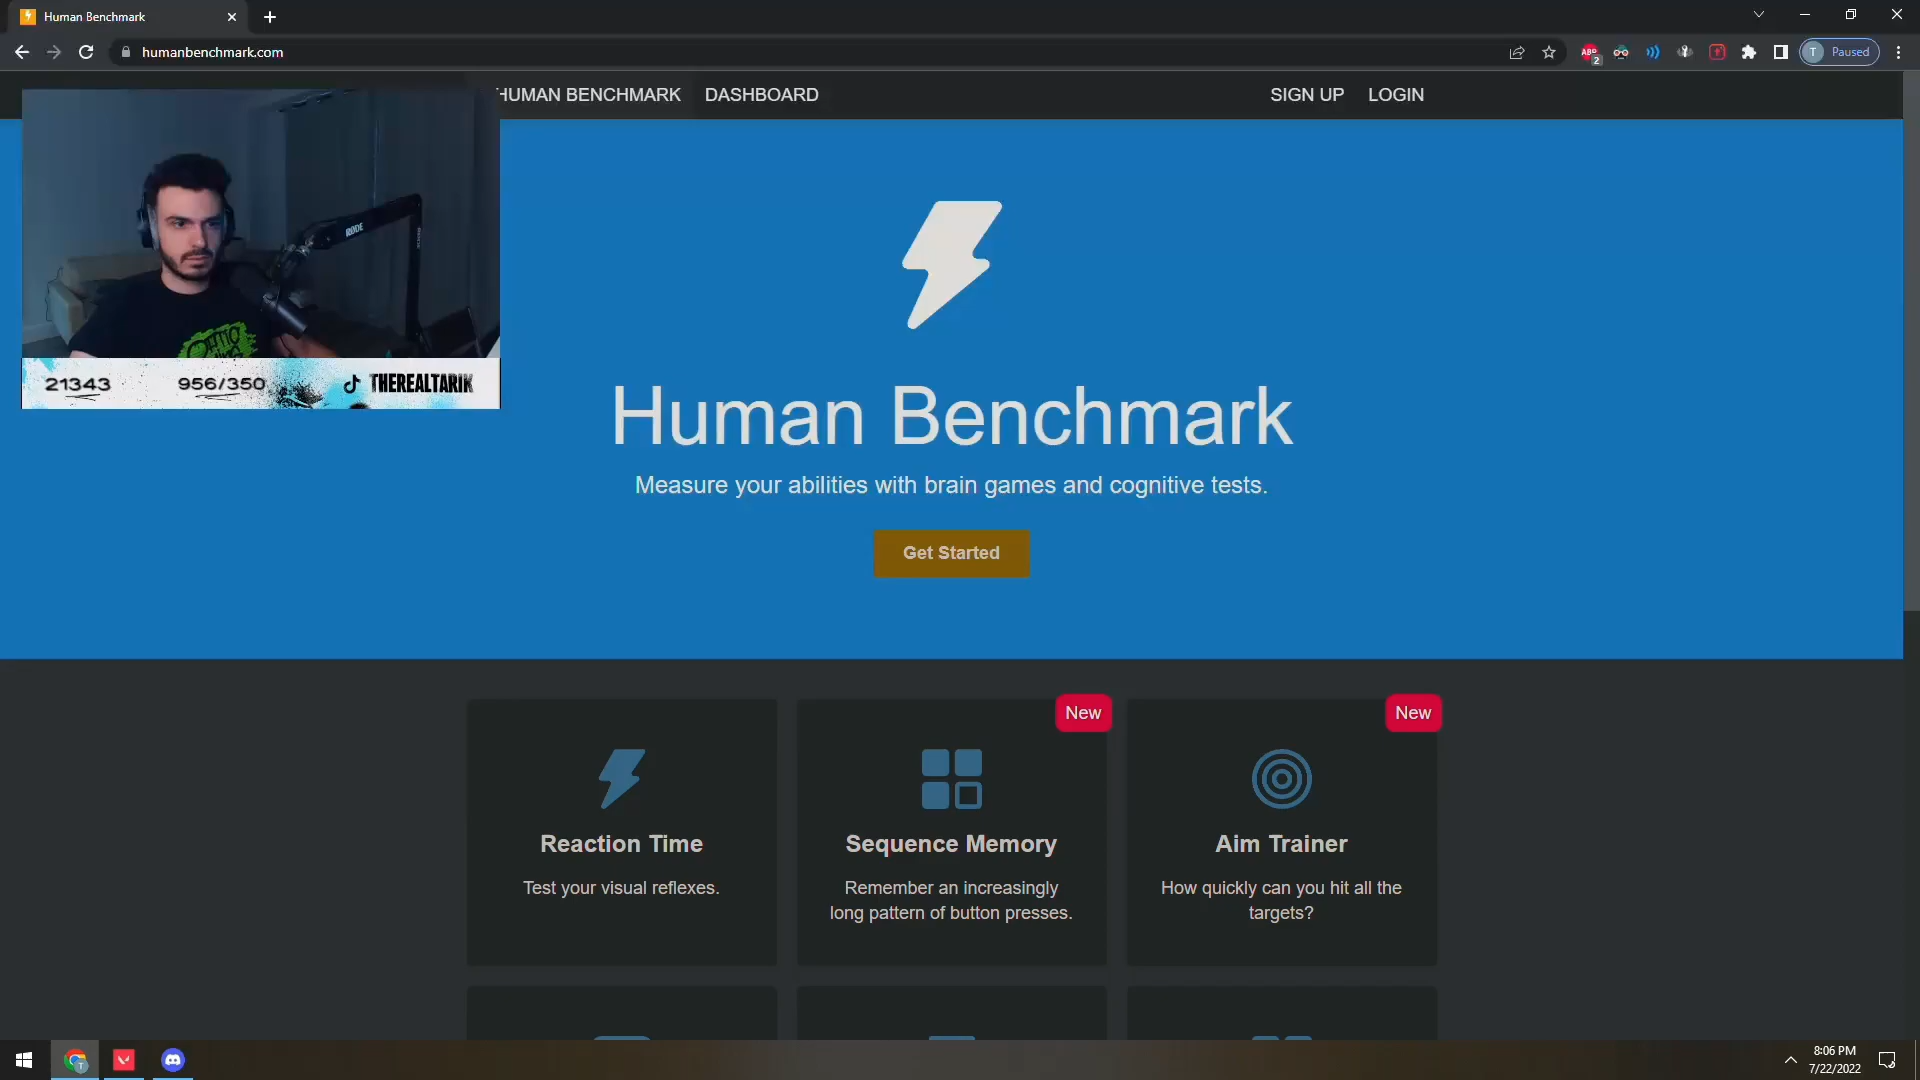 Human Benchmark
humanbenchmark.com
ABP
2
T Paused
HUMAN BENCHMARK DASHBOARD
SIGN UP LOGIN
RØDE
21343
956/350
THEREALTARIK
Human Benchmark
Measure your abilities with brain games and cognitive tests.
Get Started
Reaction Time
Test your visual reflexes.
New
Sequence Memory
Remember an increasingly
long pattern of button presses.
New
Aim Trainer
How quickly can you hit all the
targets?
8:06 PM
7/22/2022